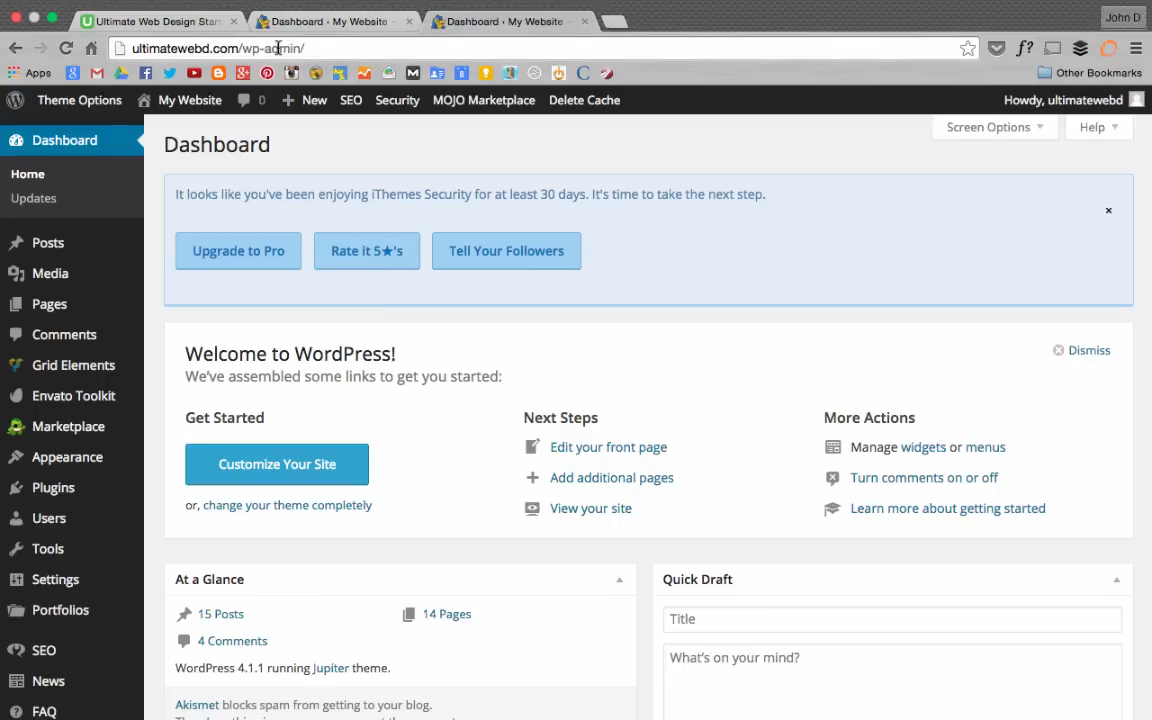 Ultimate Web Design Star
Dashboard ‹ My Website
Dashboard ‹ My Website
John D
ultimatewebd.com/wp-admin/
Apps
Other Bookmarks
Theme Options
My Website
0
New
SEO
Security
MOJO Marketplace
Delete Cache
Howdy, ultimatewebd
Dashboard
Home
Updates
Posts
Media
Pages
Comments
Grid Elements
Envato Toolkit
Marketplace
Appearance
Plugins
Users
Tools
Settings
Portfolios
SEO
News
FAQ
Dashboard
Screen Options
Help
It looks like you've been enjoying iThemes Security for at least 30 days. It's time to take the next step.
Upgrade to Pro
Rate it 5★'s
Tell Your Followers
Welcome to WordPress!
We've assembled some links to get you started:
Dismiss
Get Started
Customize Your Site
or, change your theme completely
Next Steps
Edit your front page
Add additional pages
View your site
More Actions
Manage widgets or menus
Turn comments on or off
Learn more about getting started
At a Glance
15 Posts
14 Pages
4 Comments
WordPress 4.1.1 running Jupiter theme.
Akismet blocks spam from getting to your blog.
Quick Draft
Title
What's on your mind?